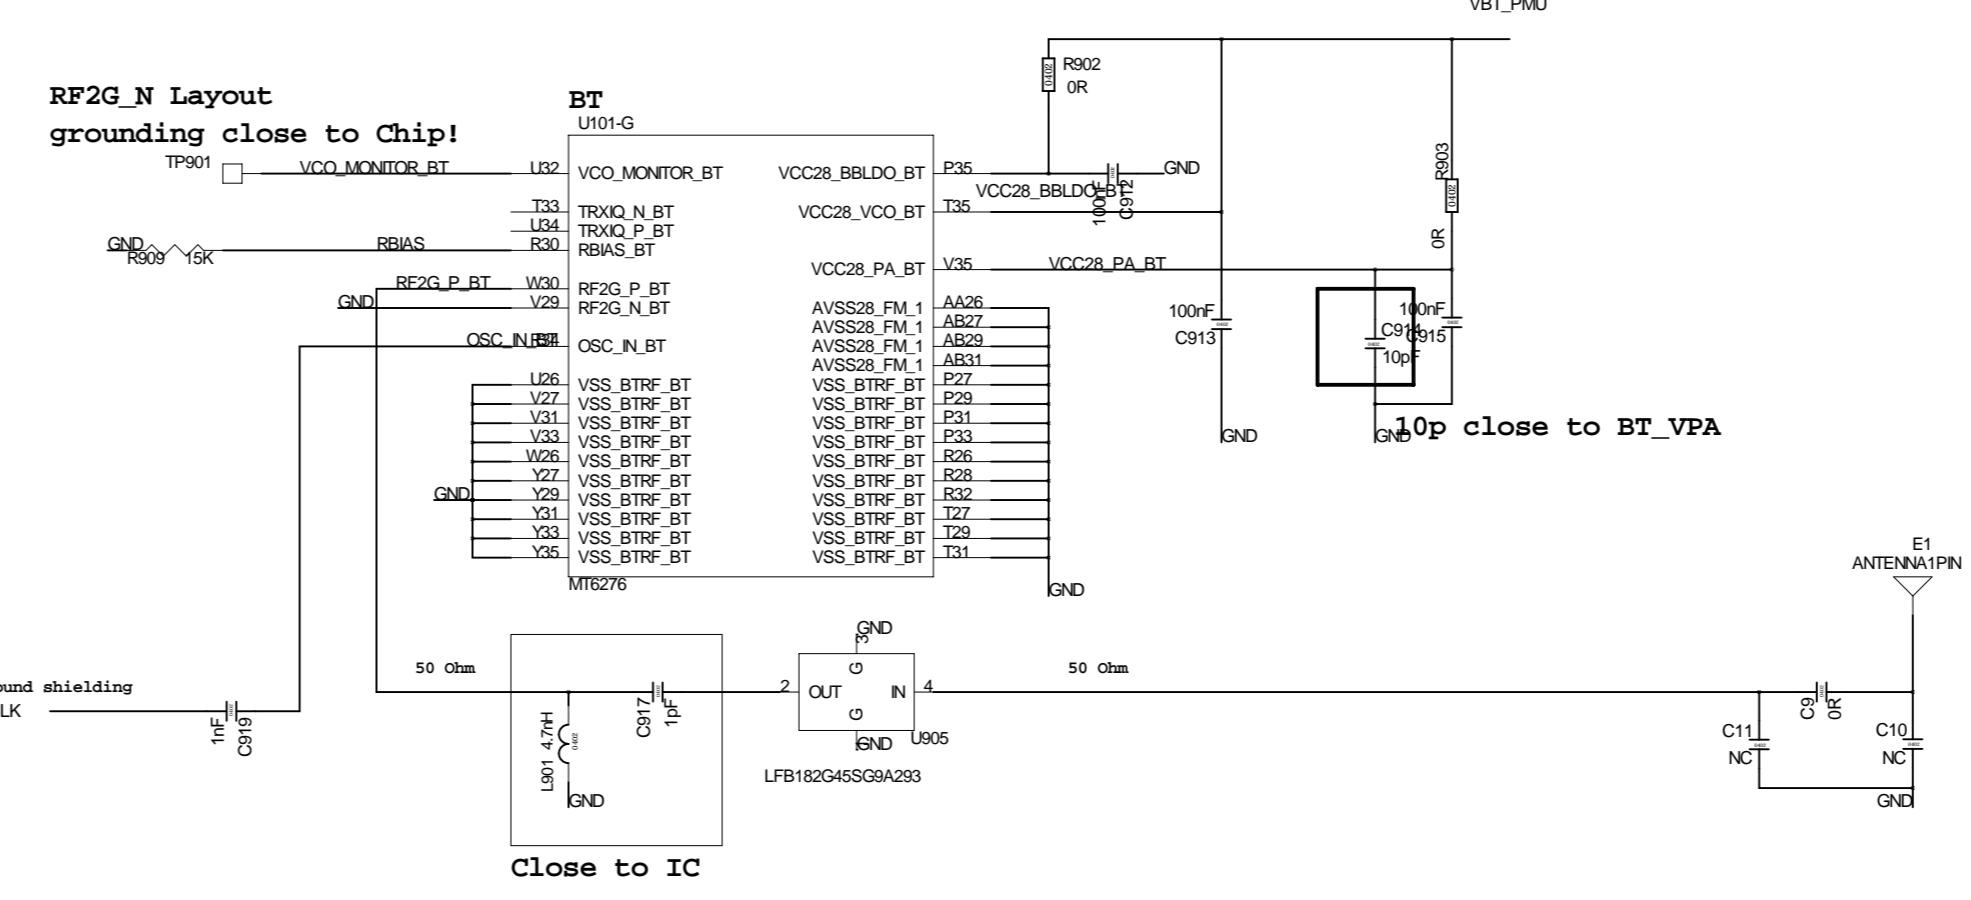 VBT_PMU
RF2G_N Layout
grounding close to Chip!
BT
U101-G
R902
0R
0402
TP901
VCO_MONITOR_BT
U32
VCO_MONITOR_BT
T33
TRXIQ_N_BT
U34
TRXIQ_P_BT
GND
R909
15K
RBIAS
R30
RBIAS_BT
RF2G_P_BT
W30
RF2G_P_BT
GND
V29
RF2G_N_BT
OSC_IN_BT
R34
OSC_IN_BT
U26
VSS_BTRF_BT
V27
VSS_BTRF_BT
V31
VSS_BTRF_BT
V33
VSS_BTRF_BT
W26
VSS_BTRF_BT
Y27
VSS_BTRF_BT
GND
Y29
VSS_BTRF_BT
Y31
VSS_BTRF_BT
Y33
VSS_BTRF_BT
Y35
VSS_BTRF_BT
MT6276
VCC28_BBLDO_BT
P35
VCC28_BBLDO_BT
100nF
C912
GND
VCC28_VCO_BT
T35
VCC28_PA_BT
V35
VCC28_PA_BT
AVSS28_FM_1
AA26
AVSS28_FM_1
AB27
AVSS28_FM_1
AB29
AVSS28_FM_1
AB31
VSS_BTRF_BT
P27
VSS_BTRF_BT
P29
VSS_BTRF_BT
P31
VSS_BTRF_BT
P33
VSS_BTRF_BT
R26
VSS_BTRF_BT
R28
VSS_BTRF_BT
R32
VSS_BTRF_BT
T27
VSS_BTRF_BT
T29
VSS_BTRF_BT
T31
GND
R903
0402
0R
100nF
C913
GND
C914
10pF
100nF
C915
GND
10p close to BT_VPA
E1
ANTENNA1PIN
ound shielding
LK
1nF
C919
50 Ohm
L901 4.7nH
GND
C917
1pF
Close to IC
GND
3
G
2
OUT
IN
4
G
GND
U905
LFB182G45SG9A293
50 Ohm
C11
NC
C9
0R
C10
NC
GND